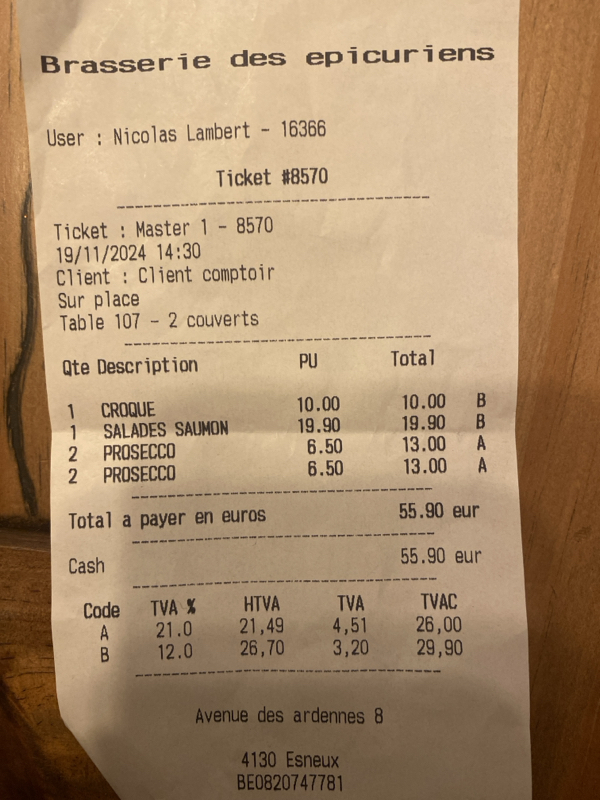 Brasserie des epicuriens
User : Nicolas Lambert - 16366
Ticket #8570
Ticket : Master 1 - 8570
19/11/2024 14:30
Client : Client comptoir
Sur place
Table 107 - 2 couverts
Qte Description PU Total
1 CROQUE 10.00 10.00 B
1 SALADES SAUMON 19.90 19.90 B
2 PROSECCO 6.50 13.00 A
2 PROSECCO 6.50 13.00 A
Total a payer en euros 55.90 eur
Cash 55.90 eur
Code TVA % HTVA TVA TVAC
A 21.0 21,49 4,51 26,00
B 12.0 26,70 3,20 29,90
Avenue des ardennes 8
4130 Esneux
BE0820747781